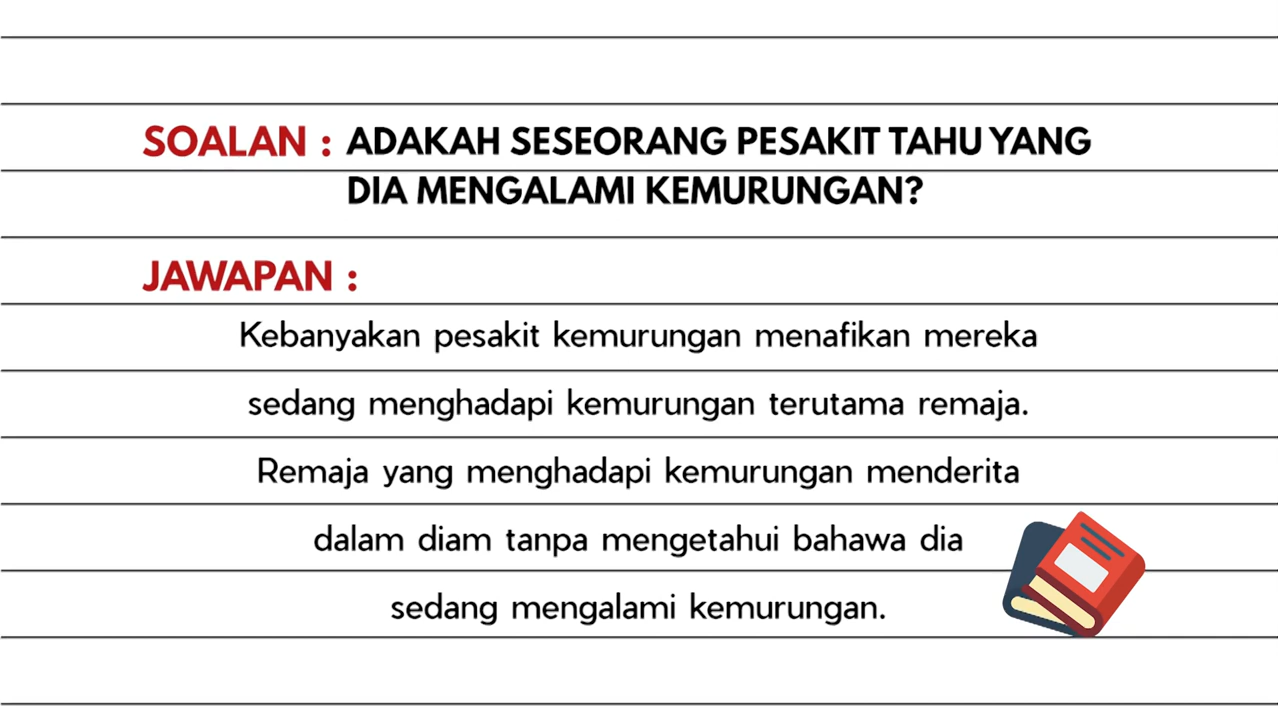 SOALAN : ADAKAH SESEORANG PESAKIT TAHU YANG
DIA MENGALAMI KEMURUNGAN?
JAWAPAN :
Kebanyakan pesakit kemurungan menafikan mereka
sedang menghadapi kemurungan terutama remaja.
Remaja yang menghadapi kemurungan menderita
dalam diam tanpa mengetahui bahawa dia
sedang mengalami kemurungan.